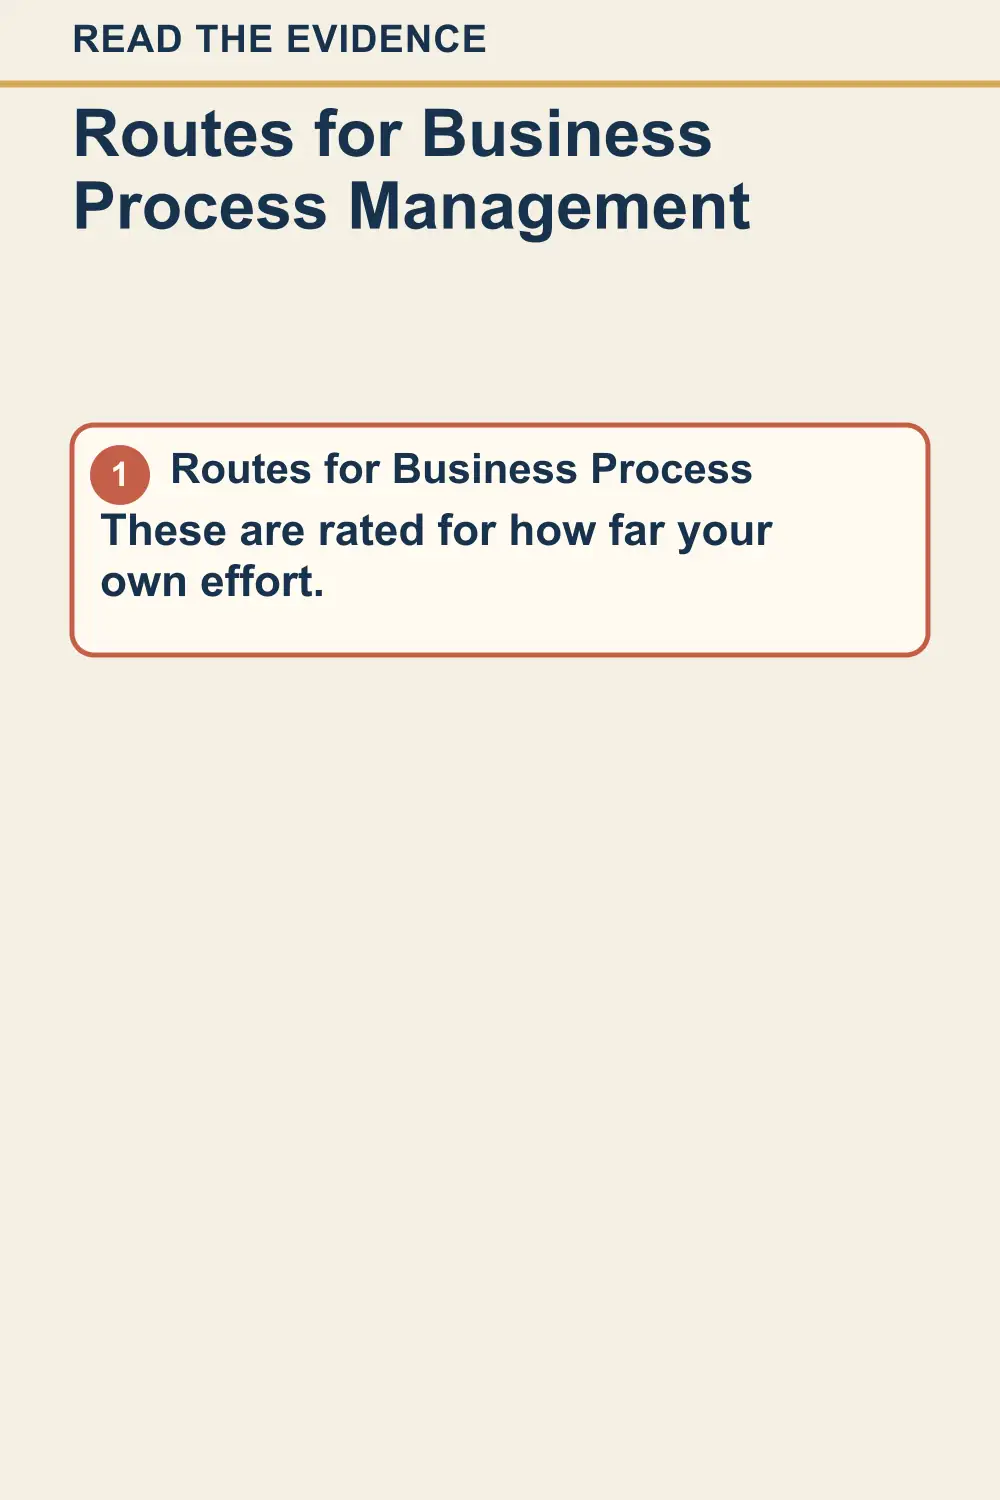 READ THE EVIDENCE
Routes for Business
Process Management
1 Routes for Business Process
These are rated for how far your
own effort.